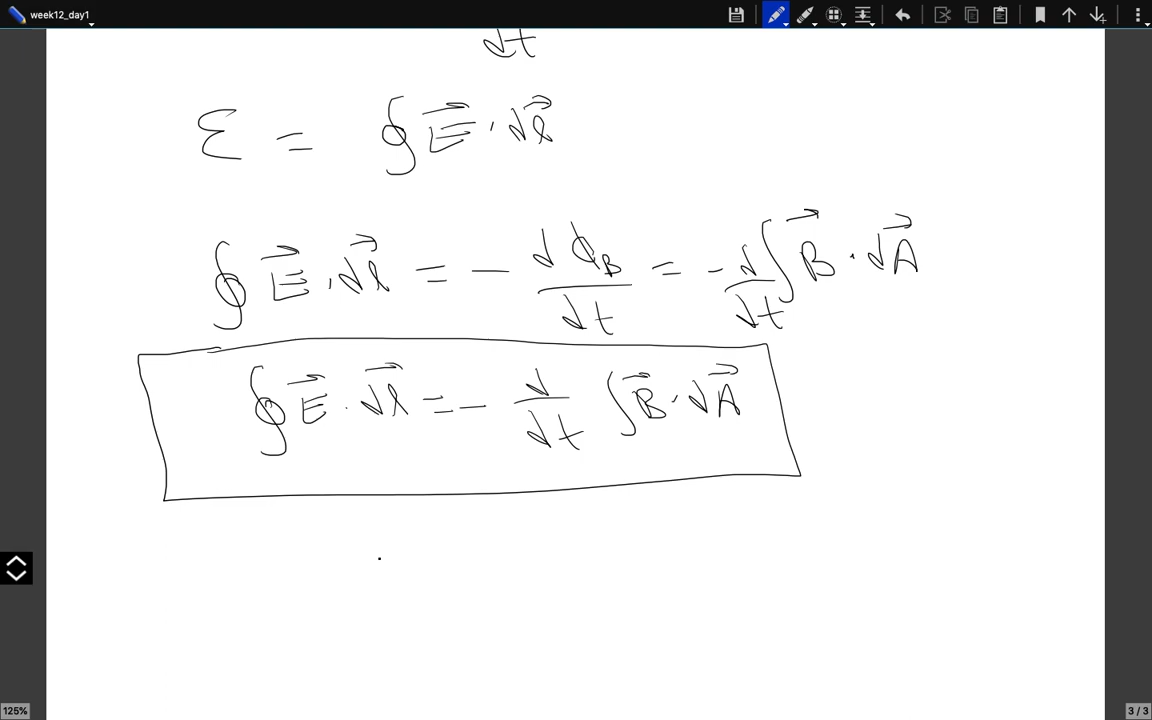 week12_day1
dt
ℰ = ∮ E⃗ · dl⃗
∮ E⃗ · dl⃗ = - dϕ_B/dt = - d/dt ∫ B⃗ · dA⃗
∮ E⃗ · dl⃗ = - d/dt ∫ B⃗ · dA⃗
125%
3 / 3